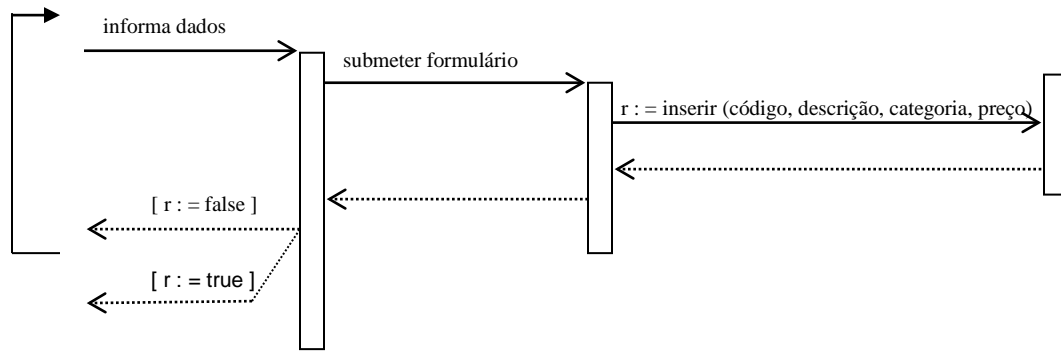 informa dados
submeter formulário
r : = inserir (código, descrição, categoria, preço)
[ r : = false ]
[ r : = true ]